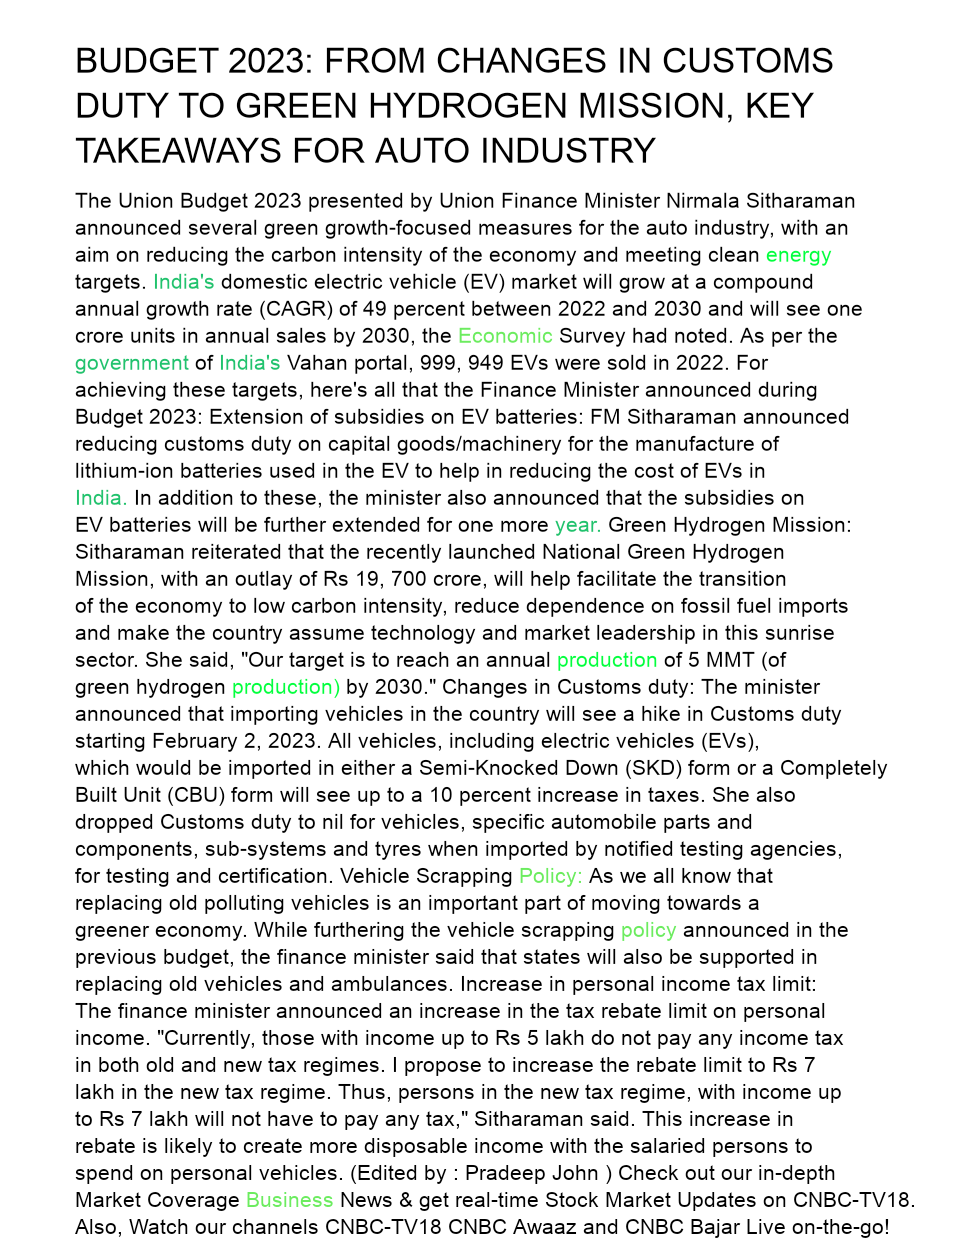 BUDGET 2023: FROM CHANGES IN CUSTOMS
DUTY TO GREEN HYDROGEN MISSION, KEY
TAKEAWAYS FOR AUTO INDUSTRY
The Union Budget 2023 presented by Union Finance Minister Nirmala Sitharaman
announced several green growth-focused measures for the auto industry, with an
aim on reducing the carbon intensity of the economy and meeting clean energy
targets. India's domestic electric vehicle (EV) market will grow at a compound
annual growth rate (CAGR) of 49 percent between 2022 and 2030 and will see one
crore units in annual sales by 2030, the Economic Survey had noted. As per the
government of India's Vahan portal, 999, 949 EVs were sold in 2022. For
achieving these targets, here's all that the Finance Minister announced during
Budget 2023: Extension of subsidies on EV batteries: FM Sitharaman announced
reducing customs duty on capital goods/machinery for the manufacture of
lithium-ion batteries used in the EV to help in reducing the cost of EVs in
India. In addition to these, the minister also announced that the subsidies on
EV batteries will be further extended for one more year. Green Hydrogen Mission:
Sitharaman reiterated that the recently launched National Green Hydrogen
Mission, with an outlay of Rs 19, 700 crore, will help facilitate the transition
of the economy to low carbon intensity, reduce dependence on fossil fuel imports
and make the country assume technology and market leadership in this sunrise
sector. She said, "Our target is to reach an annual production of 5 MMT (of
green hydrogen production) by 2030." Changes in Customs duty: The minister
announced that importing vehicles in the country will see a hike in Customs duty
starting February 2, 2023. All vehicles, including electric vehicles (EVs),
which would be imported in either a Semi-Knocked Down (SKD) form or a Completely
Built Unit (CBU) form will see up to a 10 percent increase in taxes. She also
dropped Customs duty to nil for vehicles, specific automobile parts and
components, sub-systems and tyres when imported by notified testing agencies,
for testing and certification. Vehicle Scrapping Policy: As we all know that
replacing old polluting vehicles is an important part of moving towards a
greener economy. While furthering the vehicle scrapping policy announced in the
previous budget, the finance minister said that states will also be supported in
replacing old vehicles and ambulances. Increase in personal income tax limit:
The finance minister announced an increase in the tax rebate limit on personal
income. "Currently, those with income up to Rs 5 lakh do not pay any income tax
in both old and new tax regimes. I propose to increase the rebate limit to Rs 7
lakh in the new tax regime. Thus, persons in the new tax regime, with income up
to Rs 7 lakh will not have to pay any tax," Sitharaman said. This increase in
rebate is likely to create more disposable income with the salaried persons to
spend on personal vehicles. (Edited by : Pradeep John ) Check out our in-depth
Market Coverage Business News & get real-time Stock Market Updates on CNBC-TV18.
Also, Watch our channels CNBC-TV18 CNBC Awaaz and CNBC Bajar Live on-the-go!